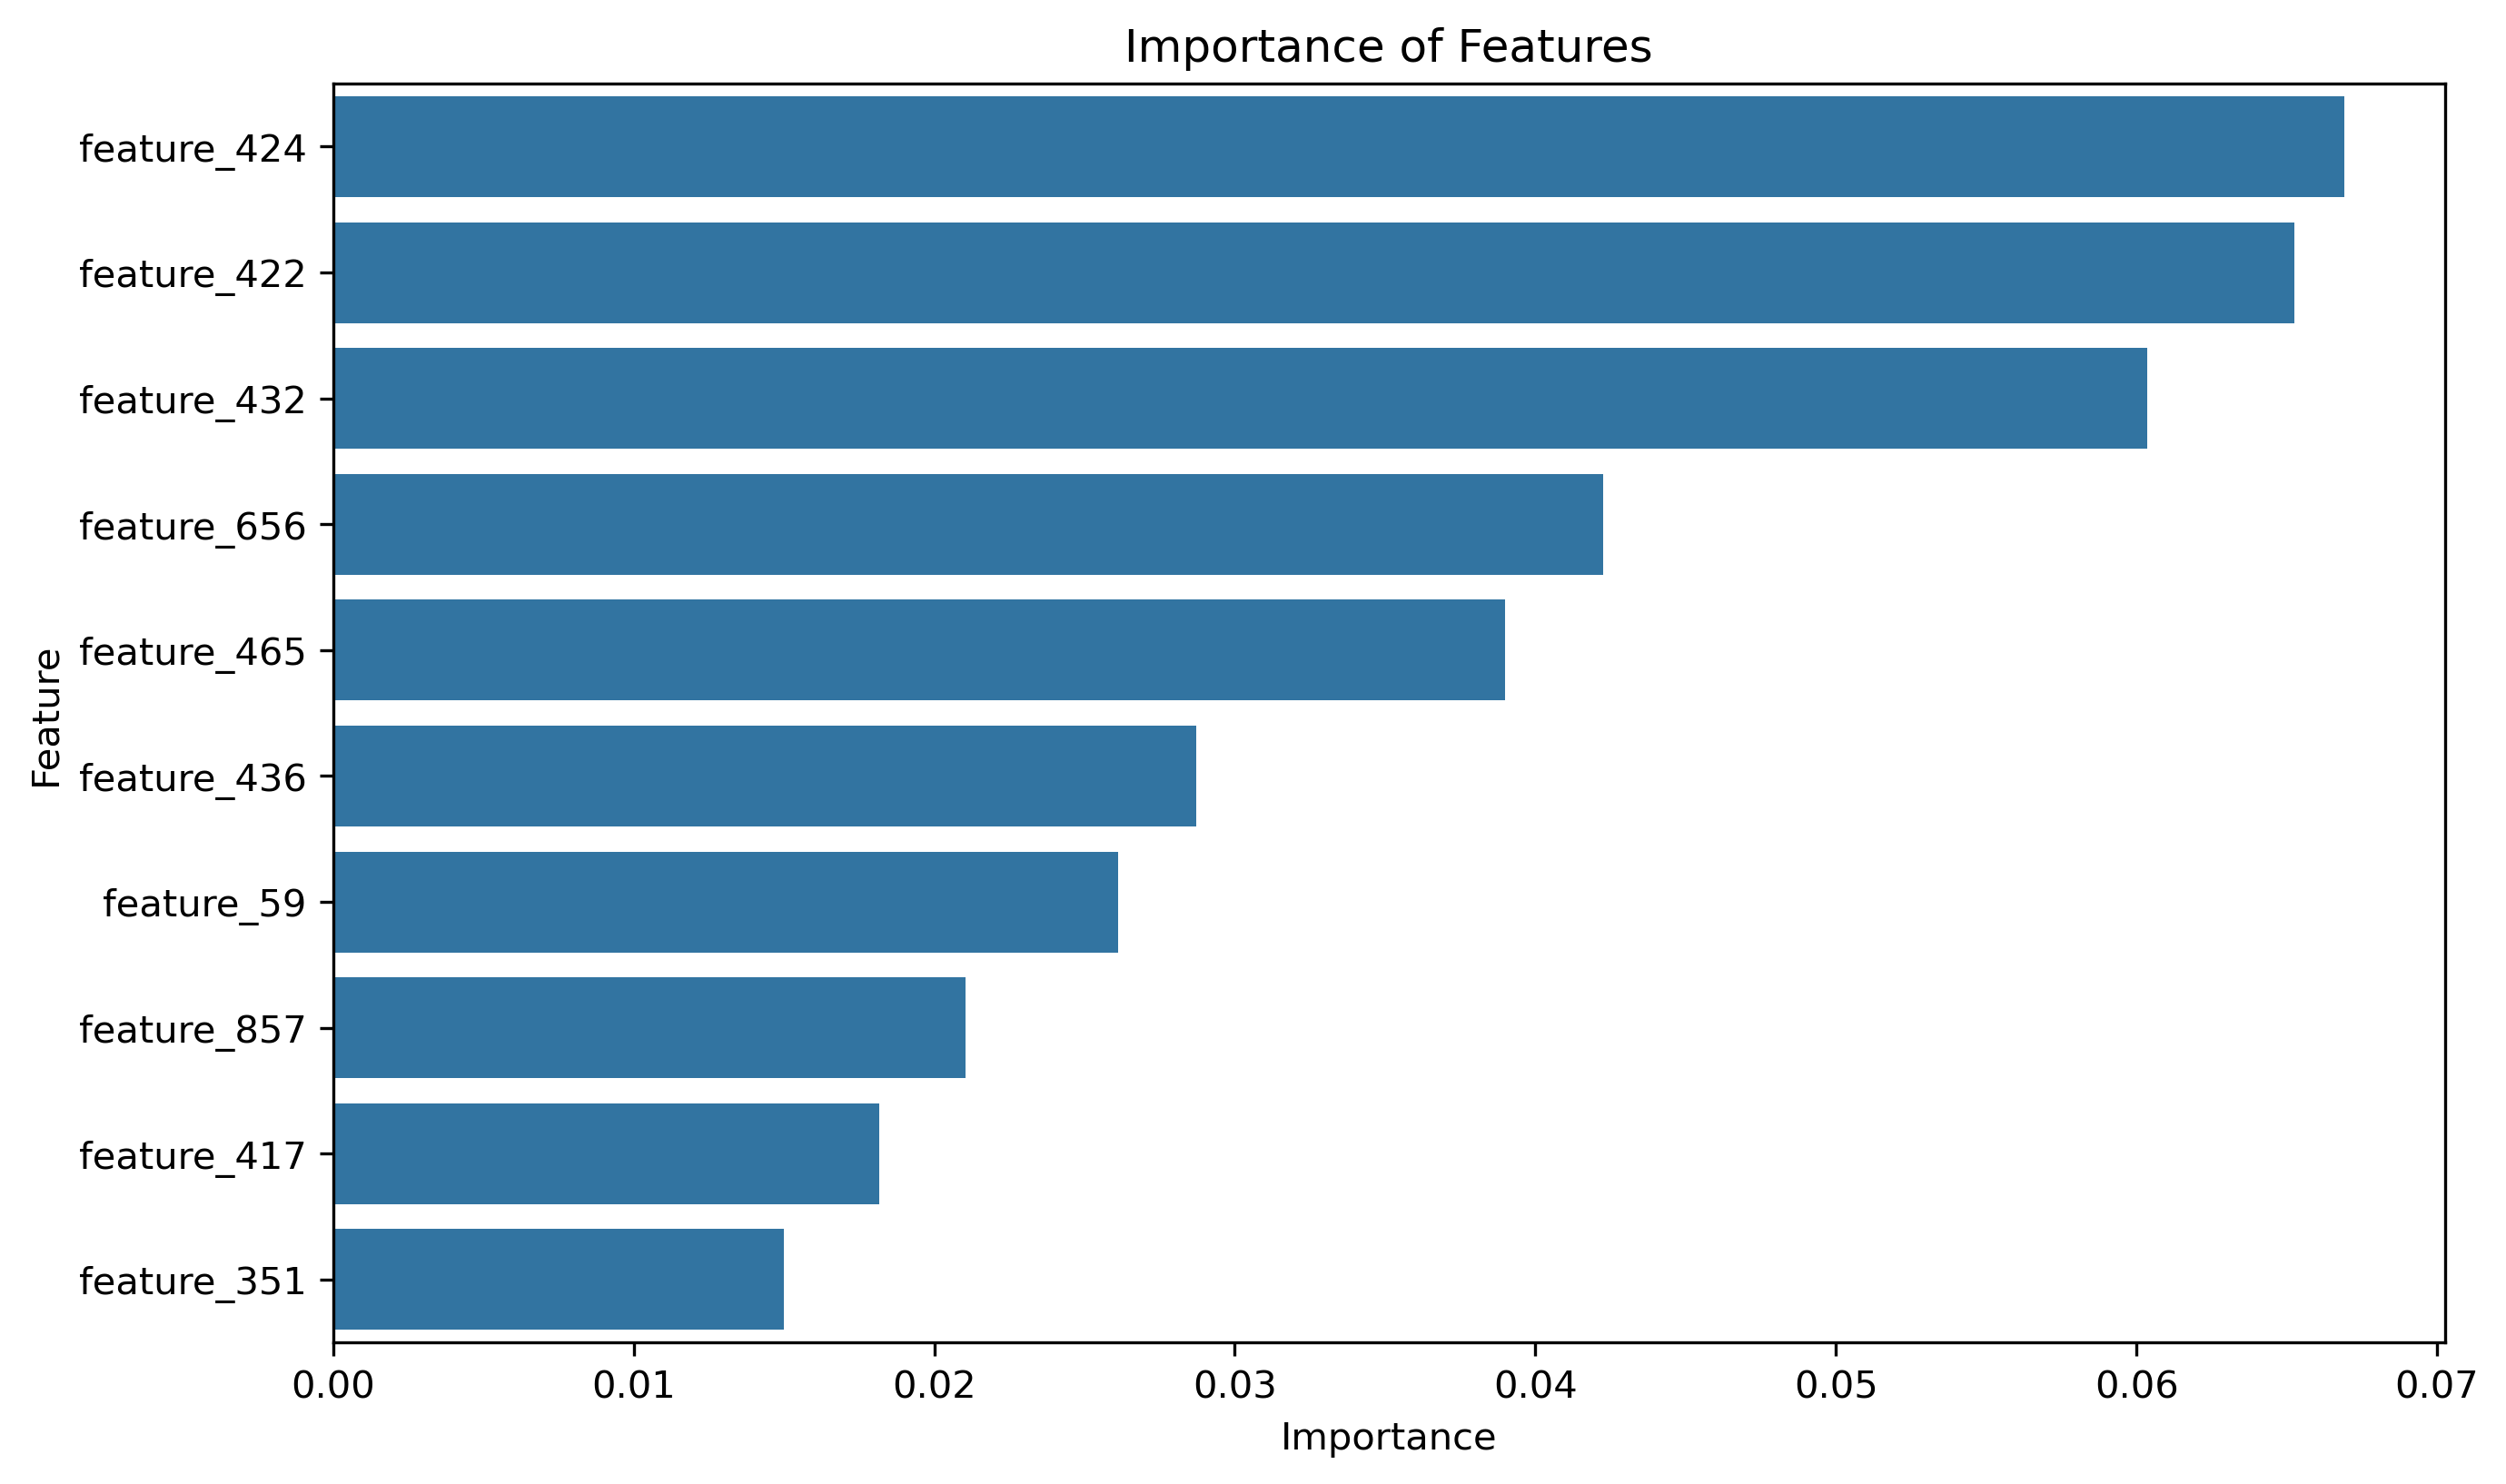 Importance of Features
feature_424
feature_422
feature_432
feature_656
feature_465
feature_436
feature_59
feature_857
feature_417
feature_351
Feature
0.00 0.01 0.02 0.03 0.04 0.05 0.06 0.07
Importance